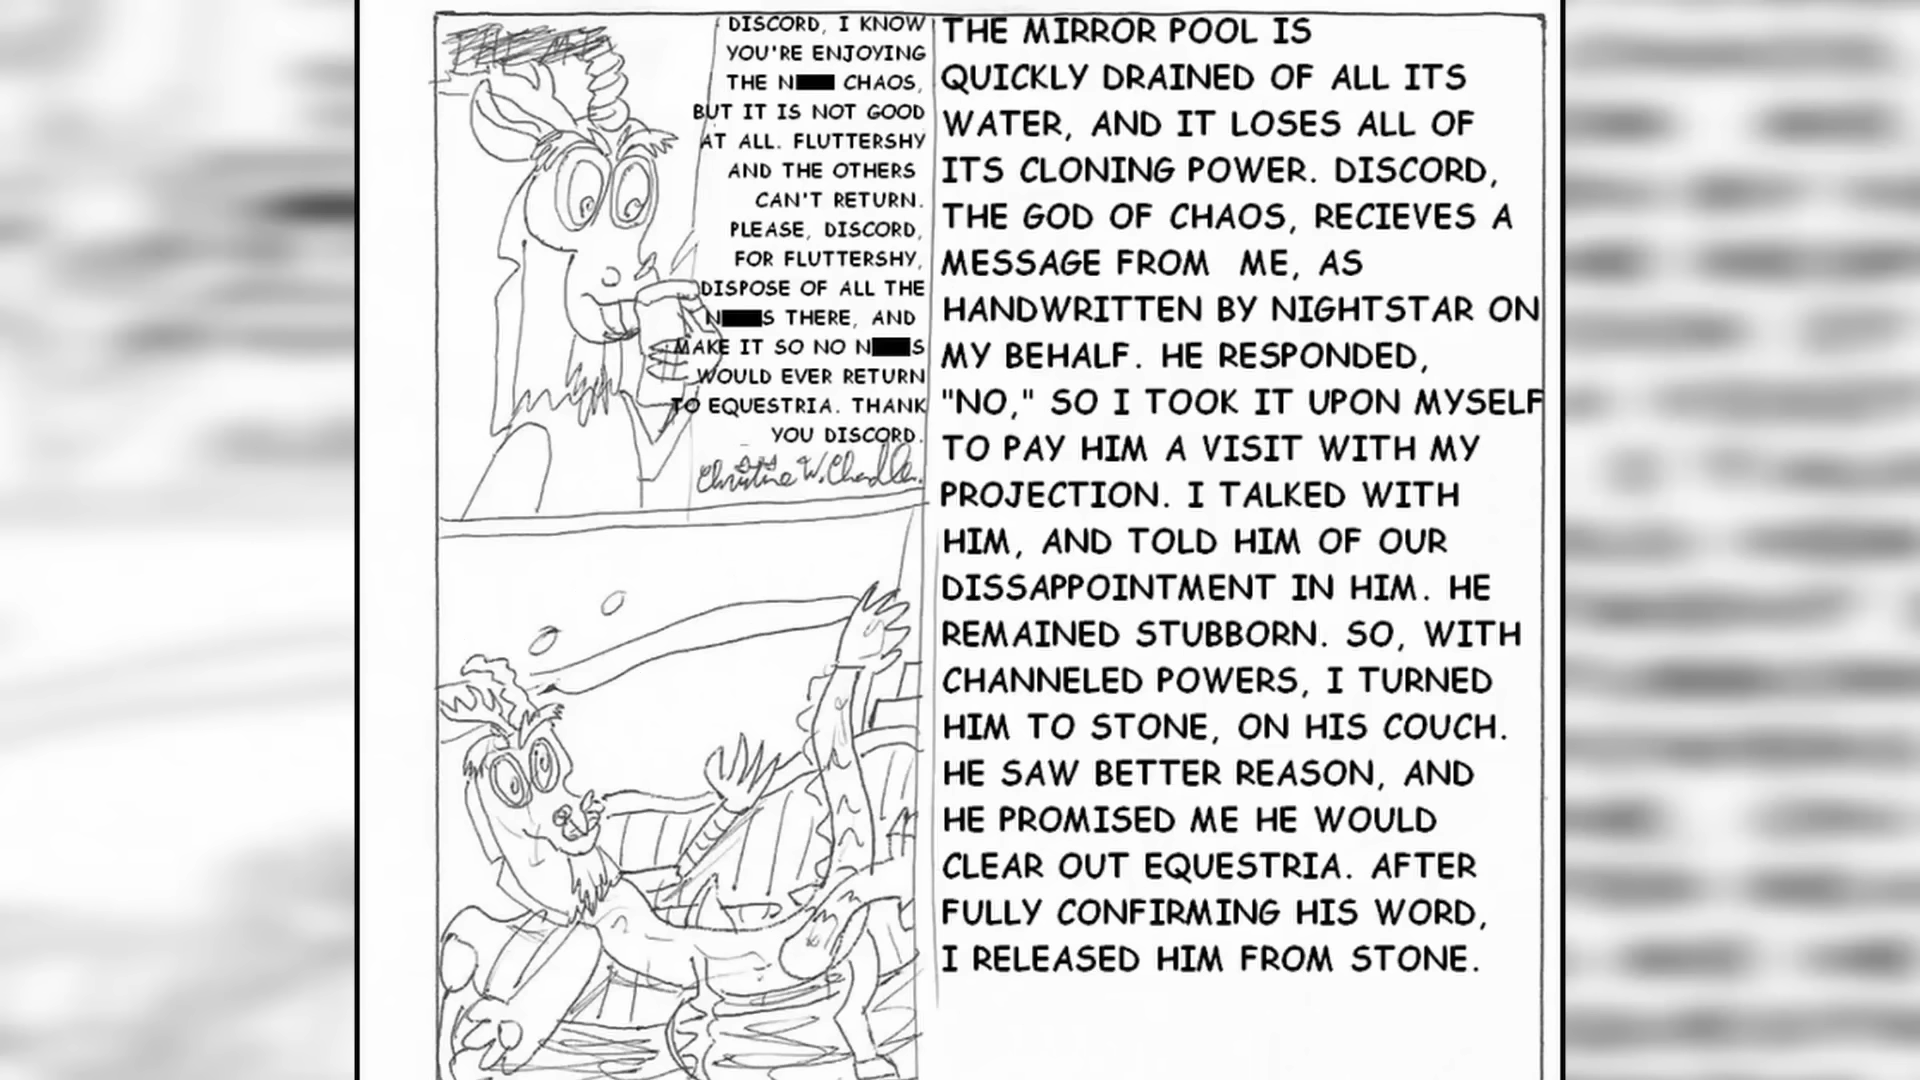 DISCORD, I KNOW
YOU'RE ENJOYING
THE N CHAOS,
BUT IT IS NOT GOOD
AT ALL. FLUTTERSHY
AND THE OTHERS
CAN'T RETURN.
PLEASE, DISCORD,
FOR FLUTTERSHY,
DISPOSE OF ALL THE
N S THERE, AND
MAKE IT SO NO N S
WOULD EVER RETURN
TO EQUESTRIA. THANK
YOU DISCORD.
Christine W. Chandler.
THE MIRROR POOL IS
QUICKLY DRAINED OF ALL ITS
WATER, AND IT LOSES ALL OF
ITS CLONING POWER. DISCORD,
THE GOD OF CHAOS, RECIEVES A
MESSAGE FROM ME, AS
HANDWRITTEN BY NIGHTSTAR ON
MY BEHALF. HE RESPONDED,
"NO," SO I TOOK IT UPON MYSELF
TO PAY HIM A VISIT WITH MY
PROJECTION. I TALKED WITH
HIM, AND TOLD HIM OF OUR
DISSAPPOINTMENT IN HIM. HE
REMAINED STUBBORN. SO, WITH
CHANNELED POWERS, I TURNED
HIM TO STONE, ON HIS COUCH.
HE SAW BETTER REASON, AND
HE PROMISED ME HE WOULD
CLEAR OUT EQUESTRIA. AFTER
FULLY CONFIRMING HIS WORD,
I RELEASED HIM FROM STONE.